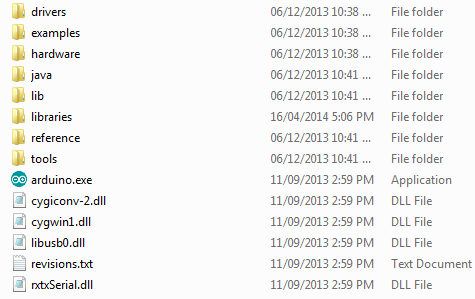 drivers 06/12/2013 10:38 ... File folder
examples 06/12/2013 10:38 ... File folder
hardware 06/12/2013 10:38 ... File folder
java 06/12/2013 10:41 ... File folder
lib 06/12/2013 10:41 ... File folder
libraries 16/04/2014 5:06 PM File folder
reference 06/12/2013 10:41 ... File folder
tools 06/12/2013 10:41 ... File folder
arduino.exe 11/09/2013 2:59 PM Application
cygiconv-2.dll 11/09/2013 2:59 PM DLL File
cygwin1.dll 11/09/2013 2:59 PM DLL File
libusb0.dll 11/09/2013 2:59 PM DLL File
revisions.txt 11/09/2013 2:59 PM Text Document
rxtxSerial.dll 11/09/2013 2:59 PM DLL File